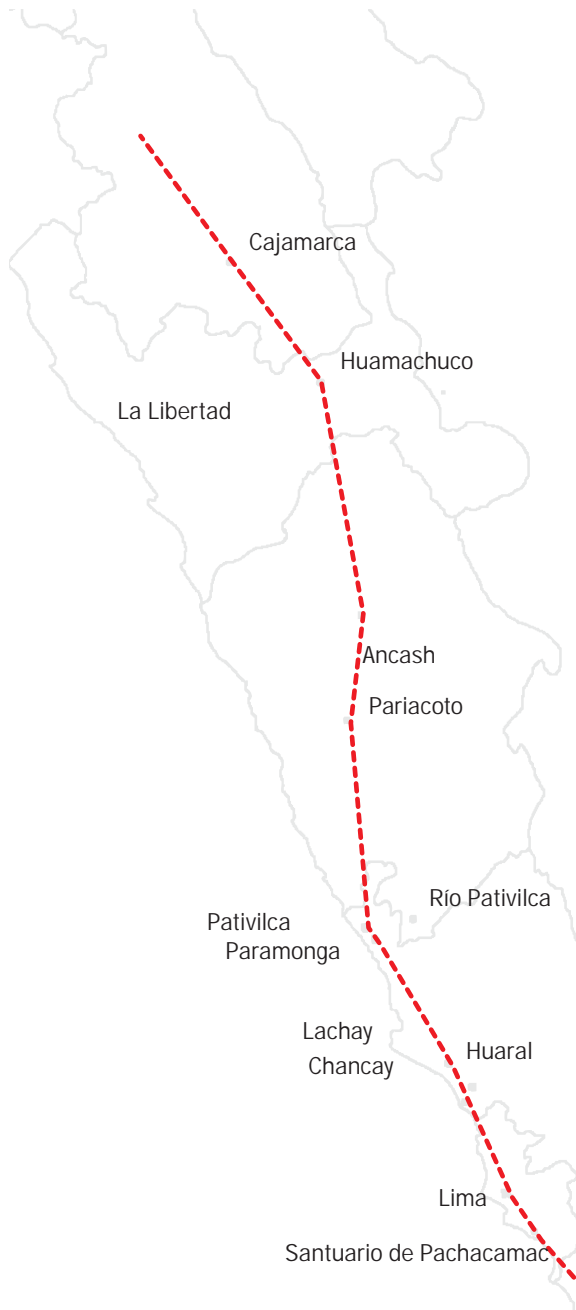 Cajamarca
Huamachuco
La Libertad
Ancash
Pariacoto
Río Pativilca
Pativilca
Paramonga
Lachay
Huaral
Chancay
Lima
Santuario de Pachacamac